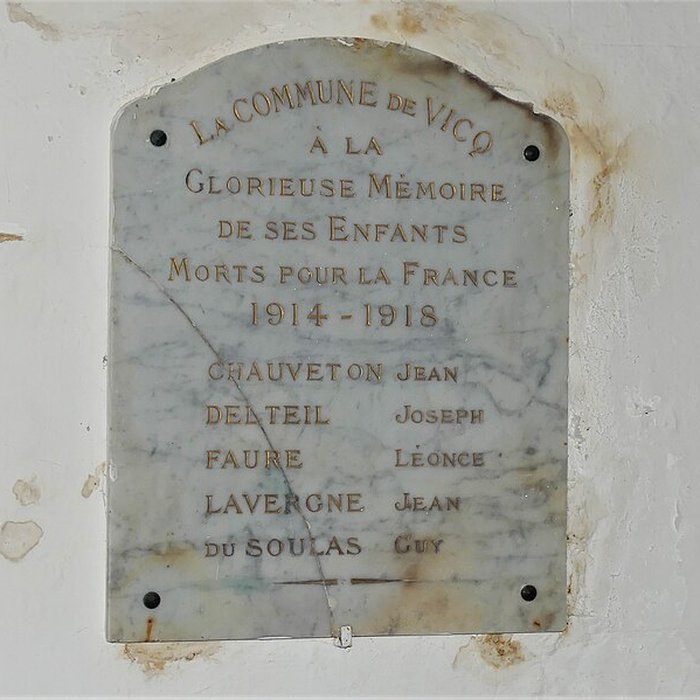 LA COMMUNE DE VICQ
À LA
GLORIEUSE MÉMOIRE
DE SES ENFANTS
MORTS POUR LA FRANCE
1914 - 1918
CHAUVETON JEAN
DELTEIL JOSEPH
FAURE LÉONCE
LAVERGNE JEAN
DU SOULAS GUY